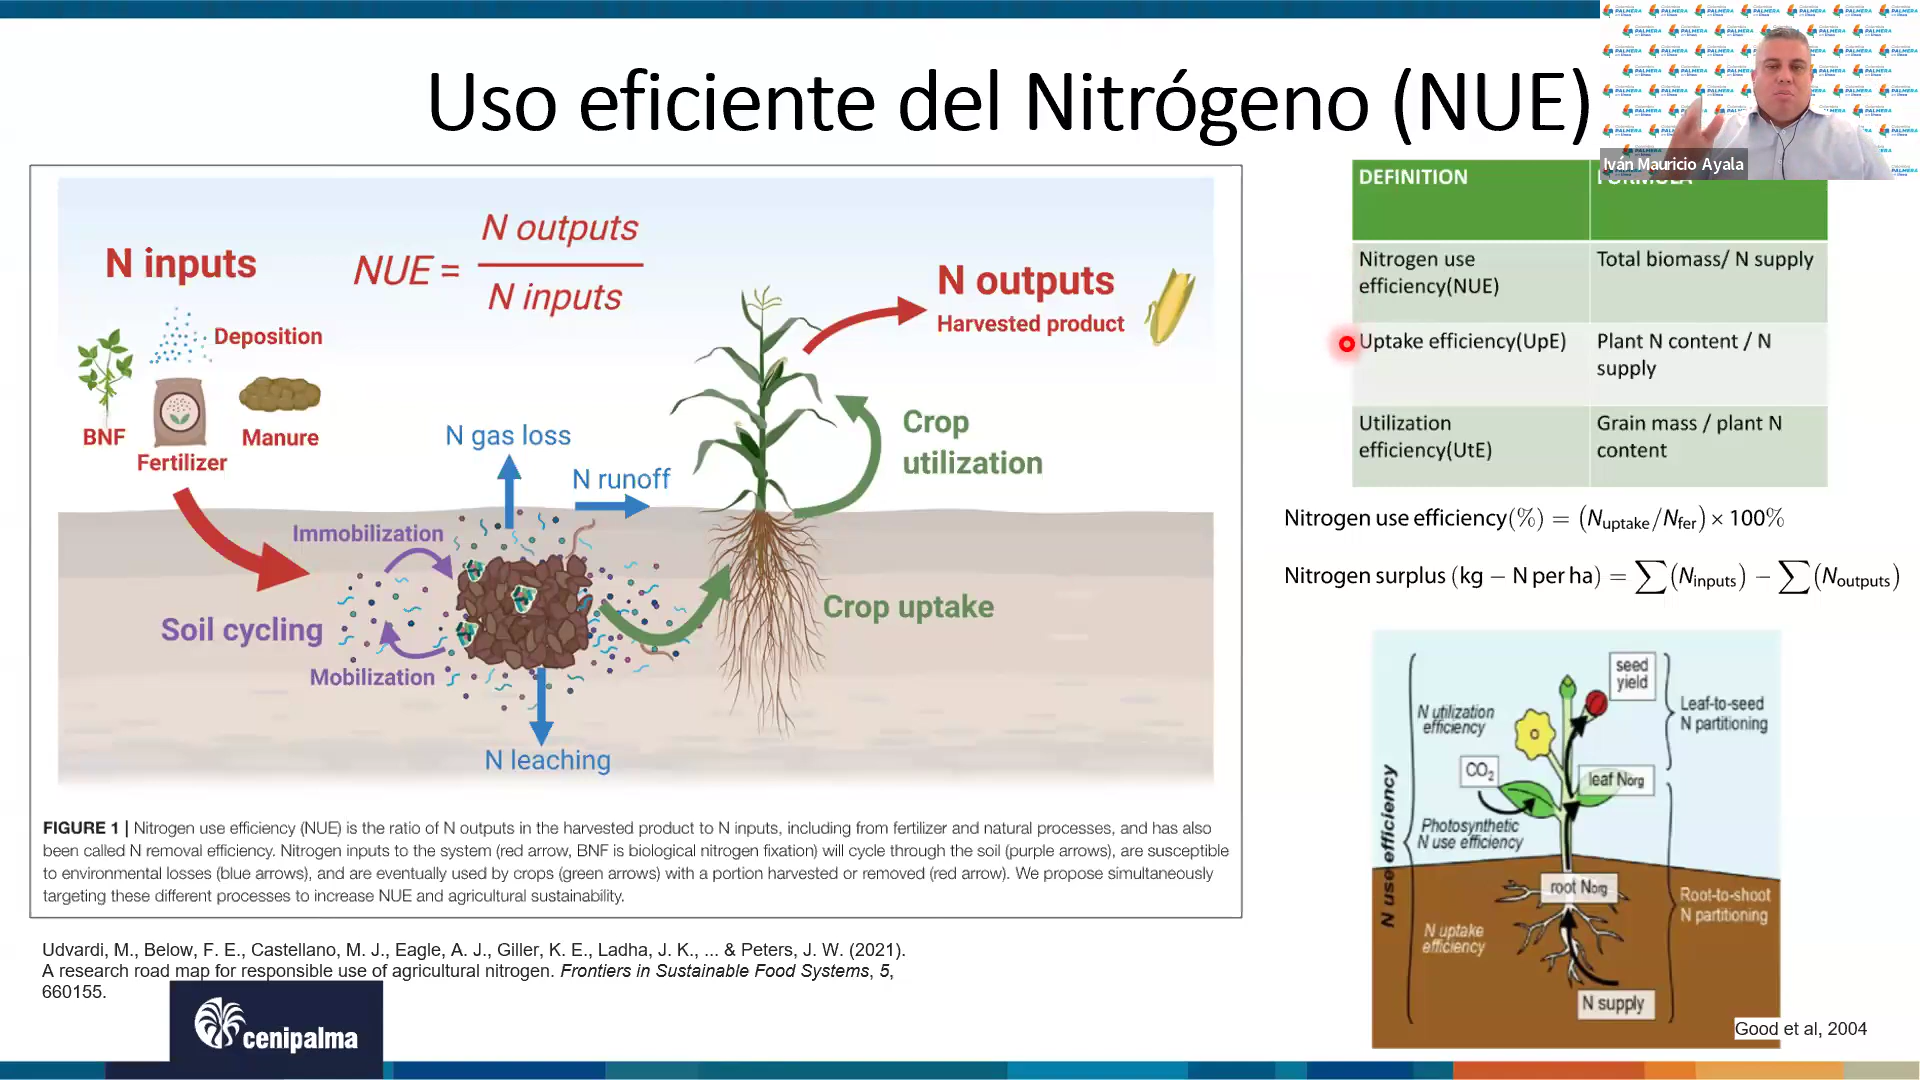 Uso eficiente del Nitrógeno (NUE)
Iván Mauricio Ayala
N inputs
NUE = N outputs
N inputs
N outputs
Harvested product
Deposition
BNF
Manure
Fertilizer
N gas loss
N runoff
Crop
utilization
Immobilization
Soil cycling
Crop uptake
Mobilization
N leaching
FIGURE 1 | Nitrogen use efficiency (NUE) is the ratio of N outputs in the harvested product to N inputs, including from fertilizer and natural processes, and has also
been called N removal efficiency. Nitrogen inputs to the system (red arrow, BNF is biological nitrogen fixation) will cycle through the soil (purple arrows), are susceptible
to environmental losses (blue arrows), and are eventually used by crops (green arrows) with a portion harvested or removed (red arrow). We propose simultaneously
targeting these different processes to increase NUE and agricultural sustainability.
Udvardi, M., Below, F. E., Castellano, M. J., Eagle, A. J., Giller, K. E., Ladha, J. K., ... & Peters, J. W. (2021).
A research road map for responsible use of agricultural nitrogen. Frontiers in Sustainable Food Systems, 5,
660155.
cenipalma
DEFINITION
FORMULA
Nitrogen use
efficiency(NUE)
Total biomass/ N supply
Uptake efficiency(UpE)
Plant N content / N
supply
Utilization
efficiency(UtE)
Grain mass / plant N
content
Nitrogen use efficiency(%) = (Nuptake/Nfer) × 100%
Nitrogen surplus (kg – N per ha) = ∑(Ninputs) – ∑(Noutputs)
seed
yield
N utilization
efficiency
Leaf-to-seed
N partitioning
CO2
leaf Norg
Photosynthetic
N use efficiency
N use efficiency
root Norg
Root-to-shoot
N partitioning
N uptake
efficiency
N supply
Good et al, 2004